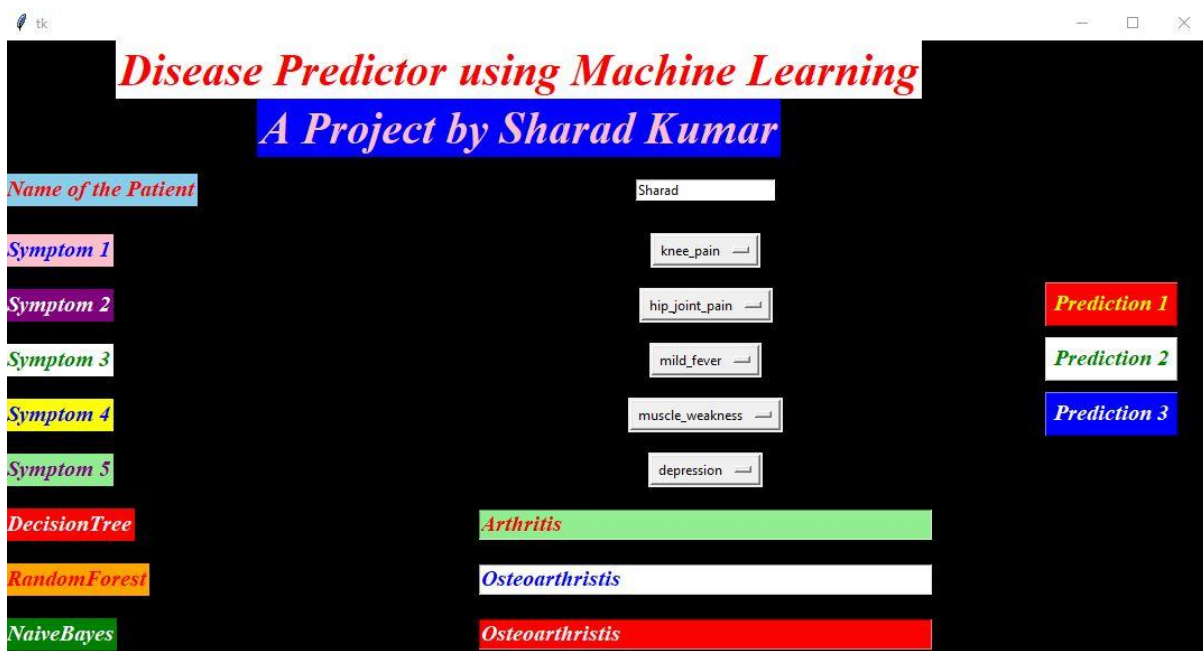 tk
Disease Predictor using Machine Learning
A Project by Sharad Kumar
Name of the Patient Sharad
Symptom 1 knee_pain
Symptom 2 hip_joint_pain Prediction 1
Symptom 3 mild_fever Prediction 2
Symptom 4 muscle_weakness Prediction 3
Symptom 5 depression
DecisionTree Arthritis
RandomForest Osteoarthristis
NaiveBayes Osteoarthristis